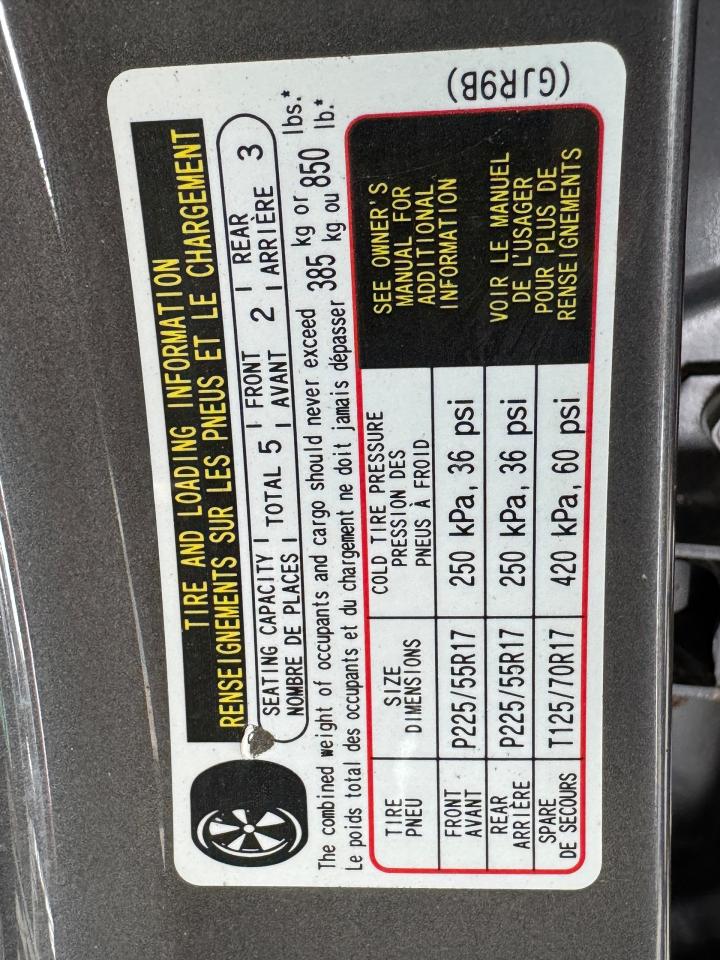 TIRE AND LOADING INFORMATION
RENSEIGNEMENTS SUR LES PNEUS ET LE CHARGEMENT
SEATING CAPACITY | TOTAL 5 | FRONT 2 | REAR 3
NOMBRE DE PLACES | AVANT | ARRIÈRE
The combined weight of occupants and cargo should never exceed 385 kg or 850 lbs.*
Le poids total des occupants et du chargement ne doit jamais dépasser kg ou lb.*
TIRE PNEU
SIZE DIMENSIONS
COLD TIRE PRESSURE
PRESSION DES
PNEUS À FROID
FRONT AVANT P225/55R17 250 kPa, 36 psi
REAR ARRIÈRE P225/55R17 250 kPa, 36 psi
SPARE DE SECOURS T125/70R17 420 kPa, 60 psi
SEE OWNER'S
MANUAL FOR
ADDITIONAL
INFORMATION
VOIR LE MANUEL
DE L'USAGER
POUR PLUS DE
RENSEIGNEMENTS
(GJR9B)